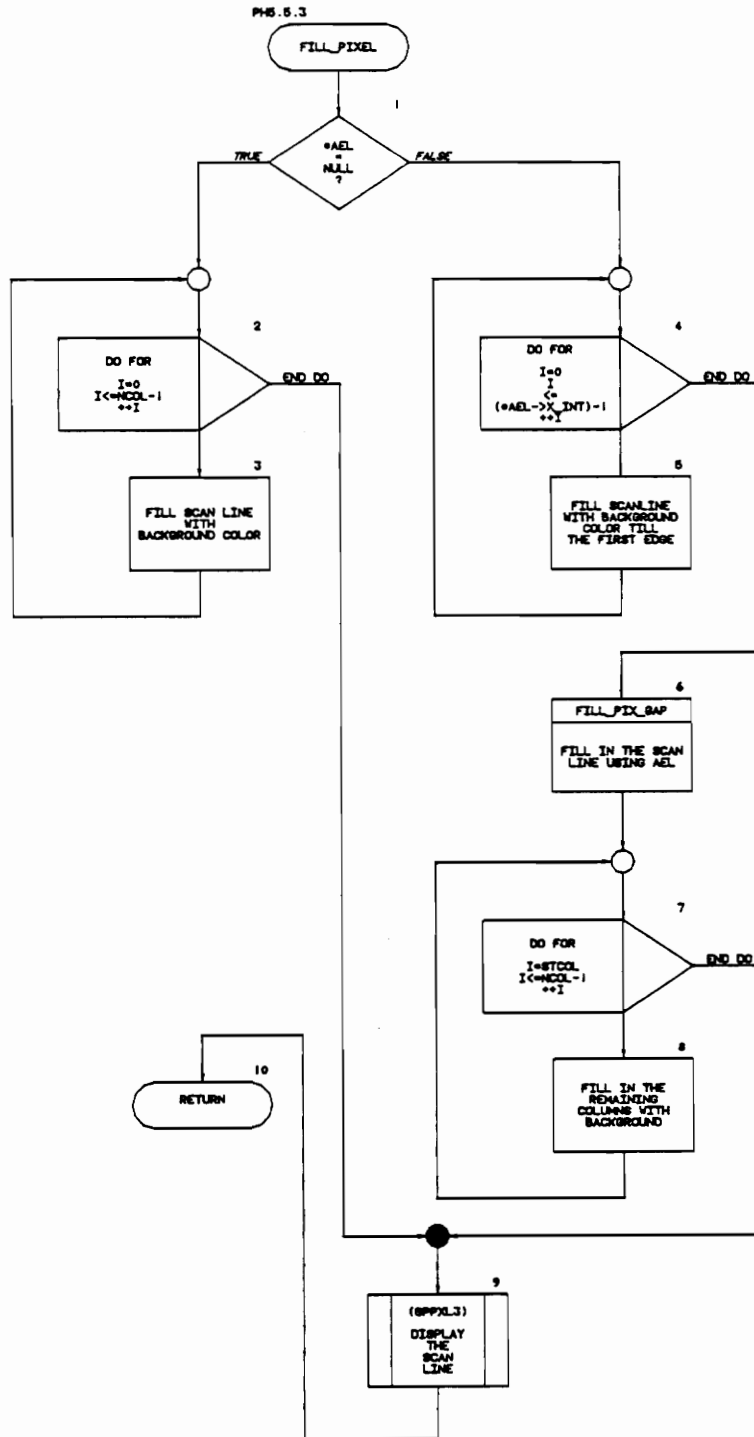 PH5.5.3
FILL_PIXEL
1
*AEL
=
NULL
?
TRUE
FALSE
2
DO FOR
I=0
I<=NCOL-1
++I
END DO
3
FILL SCAN LINE
WITH
BACKGROUND COLOR
4
DO FOR
I=0
I
<=
(*AEL->X_INT)-1
++I
END DO
5
FILL SCANLINE
WITH BACKGROUND
COLOR TILL
THE FIRST EDGE
6
FILL_PIX_GAP
FILL IN THE SCAN
LINE USING AEL
7
DO FOR
I=STCOL
I<=NCOL-1
++I
END DO
8
FILL IN THE
REMAINING
COLUMNS WITH
BACKGROUND
10
RETURN
9
(GPPXL3)
DISPLAY
THE
SCAN
LINE